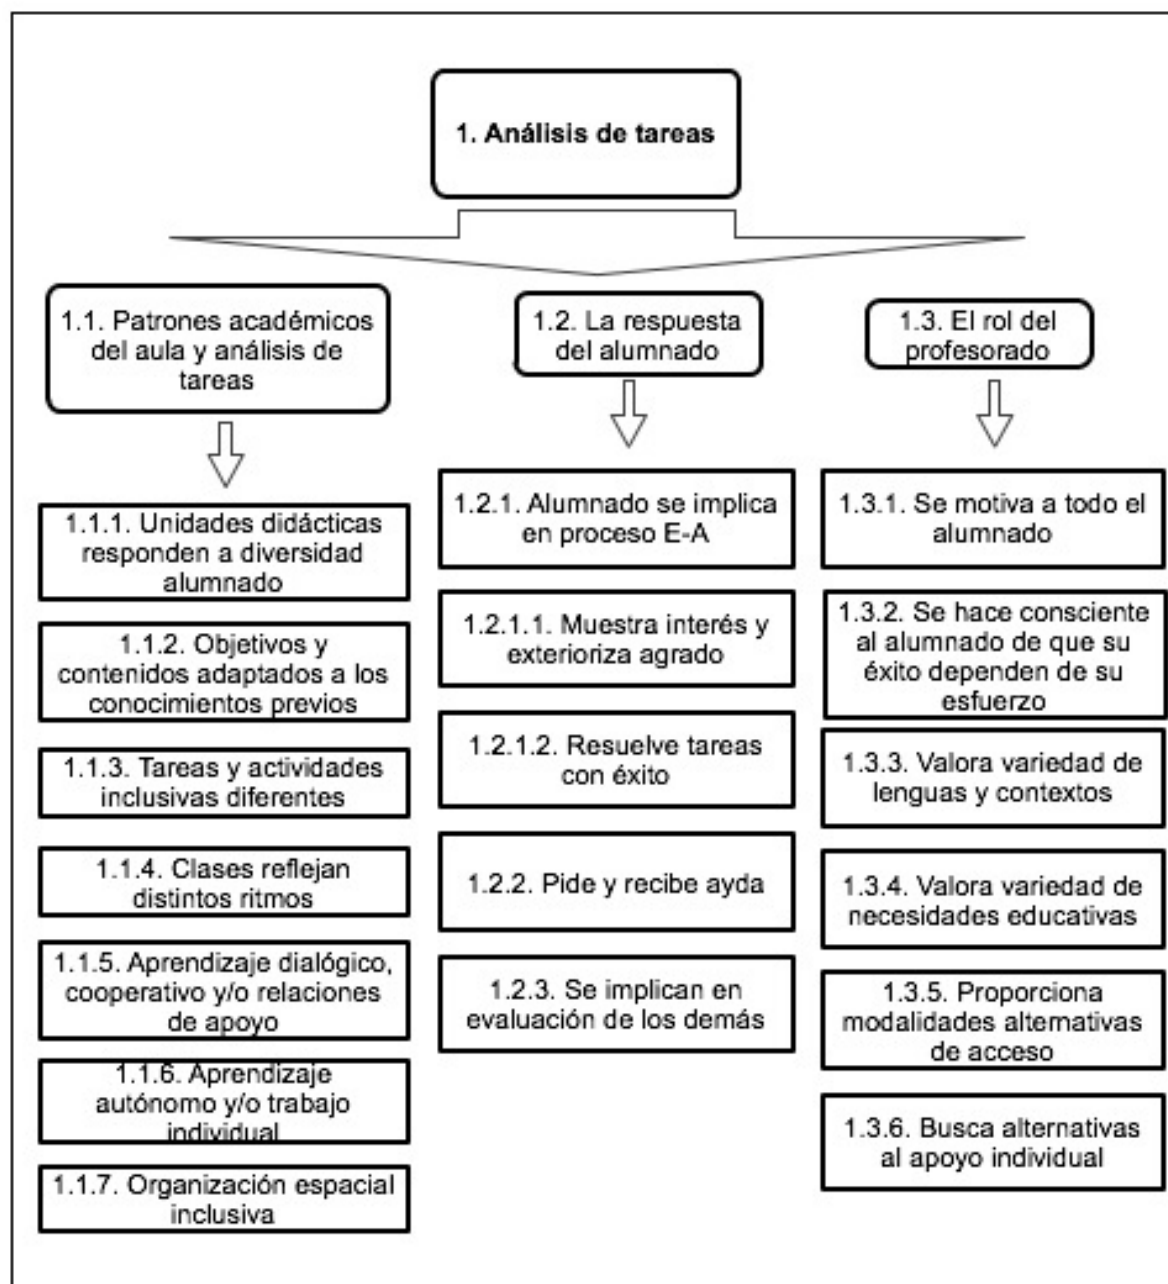 1. Análisis de tareas
1.1. Patrones académicos
del aula y análisis de
tareas
1.1.1. Unidades didácticas
responden a diversidad
alumnado
1.1.2. Objetivos y
contenidos adaptados a los
conocimientos previos
1.1.3. Tareas y actividades
inclusivas diferentes
1.1.4. Clases reflejan
distintos ritmos
1.1.5. Aprendizaje dialógico,
cooperativo y/o relaciones
de apoyo
1.1.6. Aprendizaje
autónomo y/o trabajo
individual
1.1.7. Organización espacial
inclusiva
1.2. La respuesta
del alumnado
1.2.1. Alumnado se implica
en proceso E-A
1.2.1.1. Muestra interés y
exterioriza agrado
1.2.1.2. Resuelve tareas
con éxito
1.2.2. Pide y recibe ayda
1.2.3. Se implican en
evaluación de los demás
1.3. El rol del
profesorado
1.3.1. Se motiva a todo el
alumnado
1.3.2. Se hace consciente
al alumnado de que su
éxito dependen de su
esfuerzo
1.3.3. Valora variedad de
lenguas y contextos
1.3.4. Valora variedad de
necesidades educativas
1.3.5. Proporciona
modalidades alternativas
de acceso
1.3.6. Busca alternativas
al apoyo individual